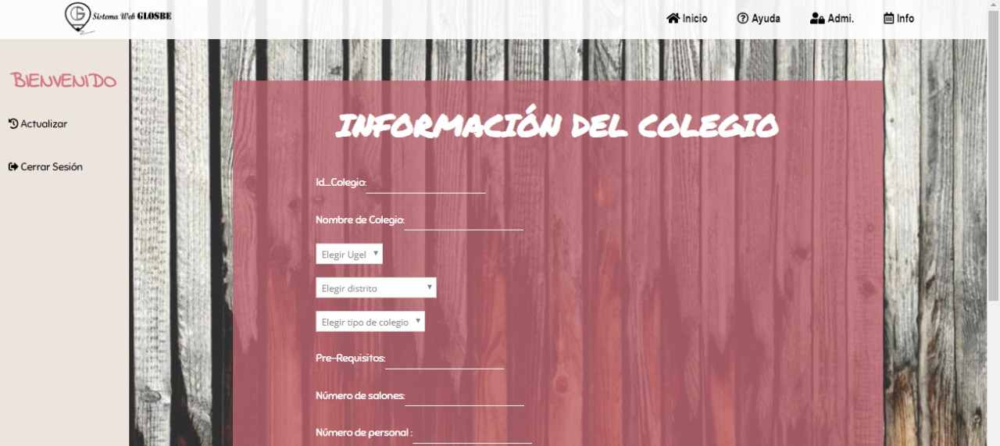 Sistema Web GLOSBE
Inicio
Ayuda
Admi.
Info
BIENVENIDO
Actualizar
Cerrar Sesión
INFORMACIÓN DEL COLEGIO
Id_Colegio:
Nombre de Colegio:
Elegir Ugel
Elegir distrito
Elegir tipo de colegio
Pre-Requisitos:
Número de salones:
Número de personal :